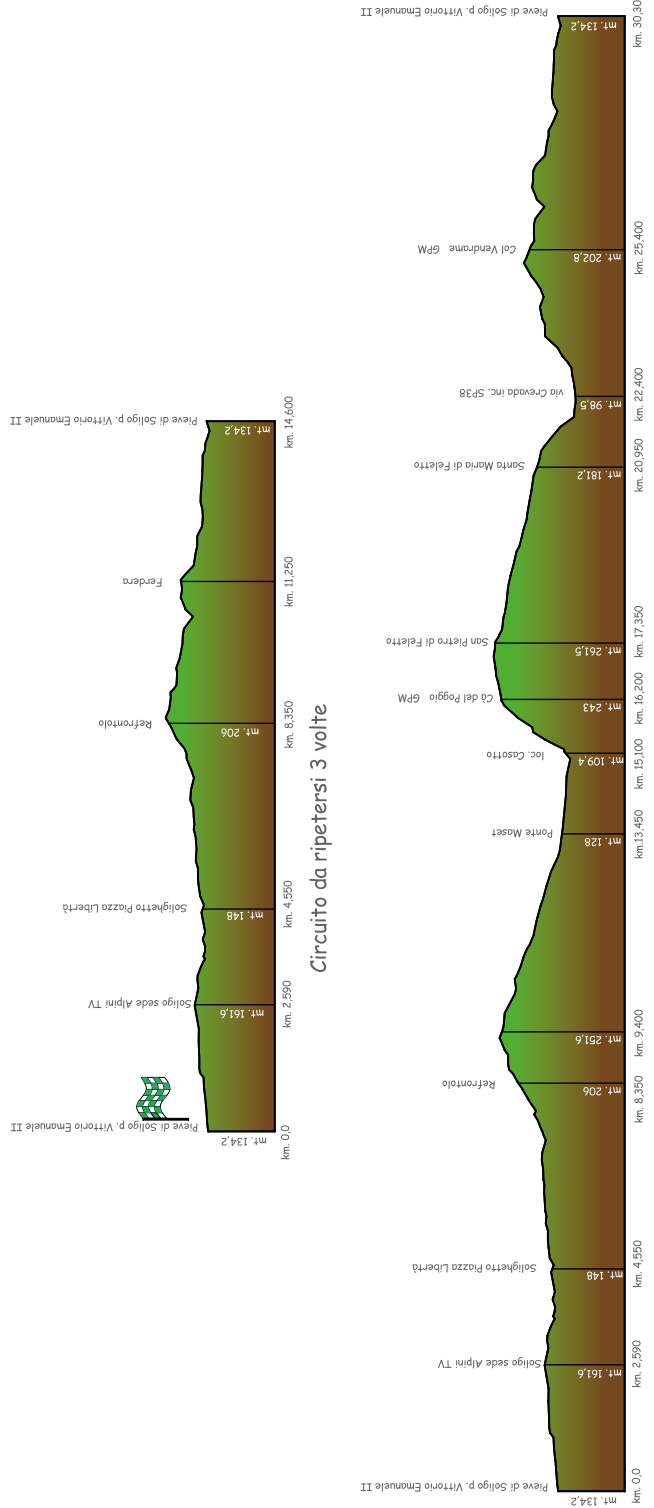 Pieve di Soligo p. Vittorio Emanuele II
mt. 134,2
km. 0,0
Soligo sede Alpini TV
mt. 161,6
km. 2,590
Solighetto Piazza Libertà
mt. 148
km. 4,550
Refrontolo
mt. 206
km. 8,350
Ferdera
km. 11,250
Pieve di Soligo p. Vittorio Emanuele II
mt. 134,2
km. 14,600
Circuito da ripetersi 3 volte
Pieve di Soligo p. Vittorio Emanuele II
mt. 134,2
km. 0,0
Soligo sede Alpini TV
mt. 161,6
km. 2,590
Solighetto Piazza Libertà
mt. 148
km. 4,550
Refrontolo
mt. 206
km. 8,350
mt. 251,6
km. 9,400
Ponte Maset
mt. 128
km.13,450
loc. Casotto
mt. 109,4
km. 15,100
Cà del Poggio GPM
mt. 243
km. 16,200
San Pietro di Feletto
mt. 261,5
km. 17,350
Santa Maria di Feletto
mt. 181,2
km. 20,950
via Crevada inc. SP38
mt. 98,5
km. 22,400
Col Vendrame GPM
mt. 202,8
km. 25,400
Pieve di Soligo p. Vittorio Emanuele II
mt. 134,2
km. 30,30